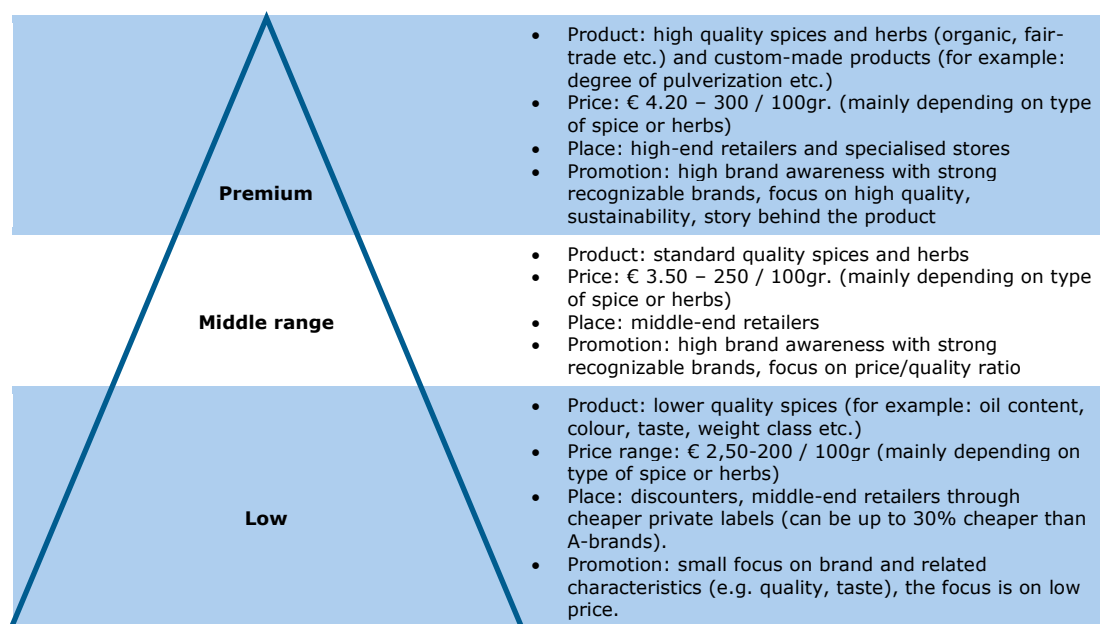 • Product: high quality spices and herbs (organic, fair-
trade etc.) and custom-made products (for example:
degree of pulverization etc.)
• Price: € 4.20 – 300 / 100gr. (mainly depending on type
of spice or herbs)
• Place: high-end retailers and specialised stores
• Promotion: high brand awareness with strong
recognizable brands, focus on high quality,
sustainability, story behind the product
Premium
• Product: standard quality spices and herbs
• Price: € 3.50 – 250 / 100gr. (mainly depending on type
of spice or herbs)
• Place: middle-end retailers
• Promotion: high brand awareness with strong
recognizable brands, focus on price/quality ratio
Middle range
• Product: lower quality spices (for example: oil content,
colour, taste, weight class etc.)
• Price range: € 2,50-200 / 100gr (mainly depending on
type of spice or herbs)
• Place: discounters, middle-end retailers through
cheaper private labels (can be up to 30% cheaper than
A-brands).
• Promotion: small focus on brand and related
characteristics (e.g. quality, taste), the focus is on low
price.
Low